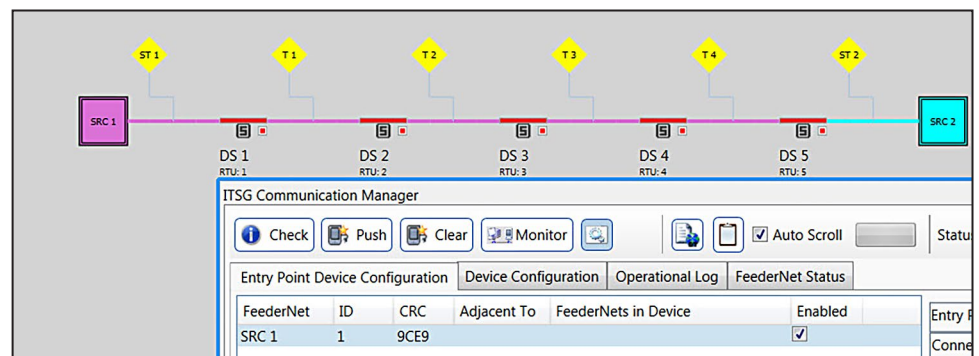 ST 1 T 1 T 2 T 3 T 4 ST 2
SRC 1 SRC 2
S S S S S
DS 1 DS 2 DS 3 DS 4 DS 5
RTU: 1 RTU: 2 RTU: 3 RTU: 4 RTU: 5
ITSG Communication Manager
Check Push Clear Monitor Auto Scroll Statu
Entry Point Device Configuration Device Configuration Operational Log FeederNet Status
FeederNet ID CRC Adjacent To FeederNets in Device Enabled Entry P
SRC 1 1 9CE9
Conne